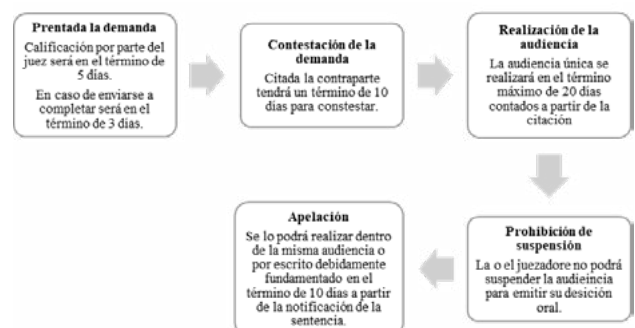 Prentada la demanda
Calificación por parte del
juez será en el término de
5 dias.
En caso de enviarse a
completar será en el
término de 3 dias.
Contestación de la
demanda
Citada la contraparte
tendrá un término de 10
días para constestar.
Realización de la
audiencia
La audiencia única se
realizará en el término
máximo de 20 días
contados a partir de la
citación
Prohibición de
suspensión
La o el juezadore no podrá
suspender la audieincia
para emitir su desición
oral.
Apelación
Se lo podrá realizar dentro
de la misma audiencia o
por escrito debidamente
fundamentado en el
término de 10 dias a partir
de la notificación de la
sentencia.